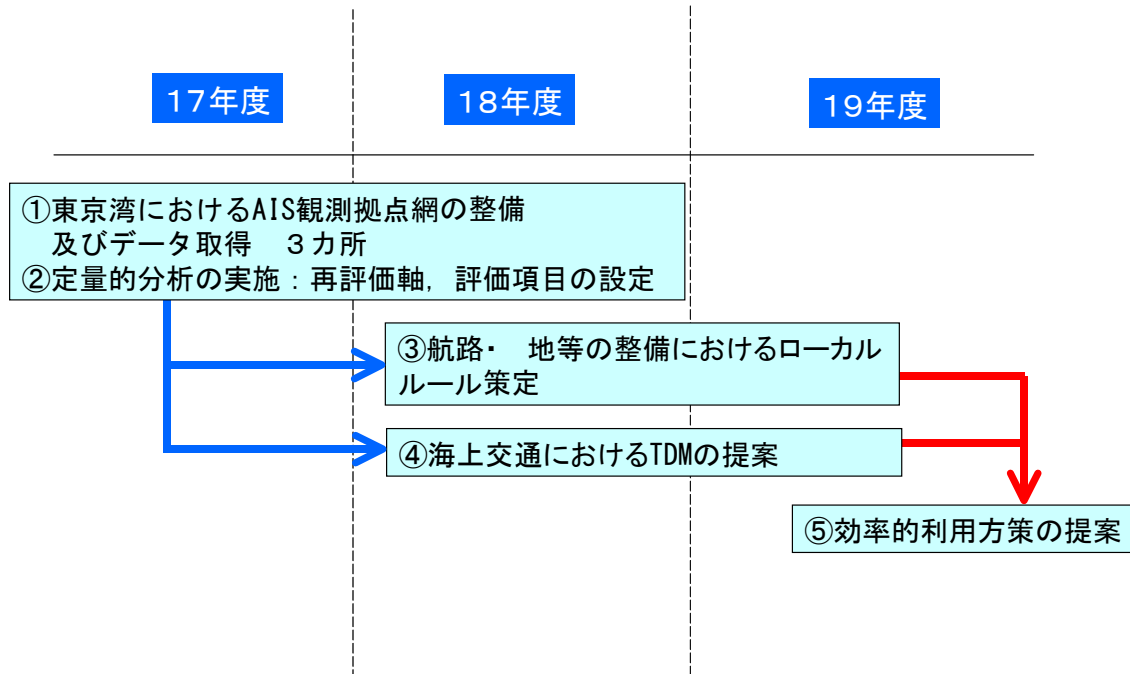 17年度
18年度
19年度
①東京湾におけるAIS観測拠点網の整備
及びデータ取得　3カ所
②定量的分析の実施：再評価軸，評価項目の設定
③航路・　地等の整備におけるローカル
ルール策定
④海上交通におけるTDMの提案
⑤効率的利用方策の提案